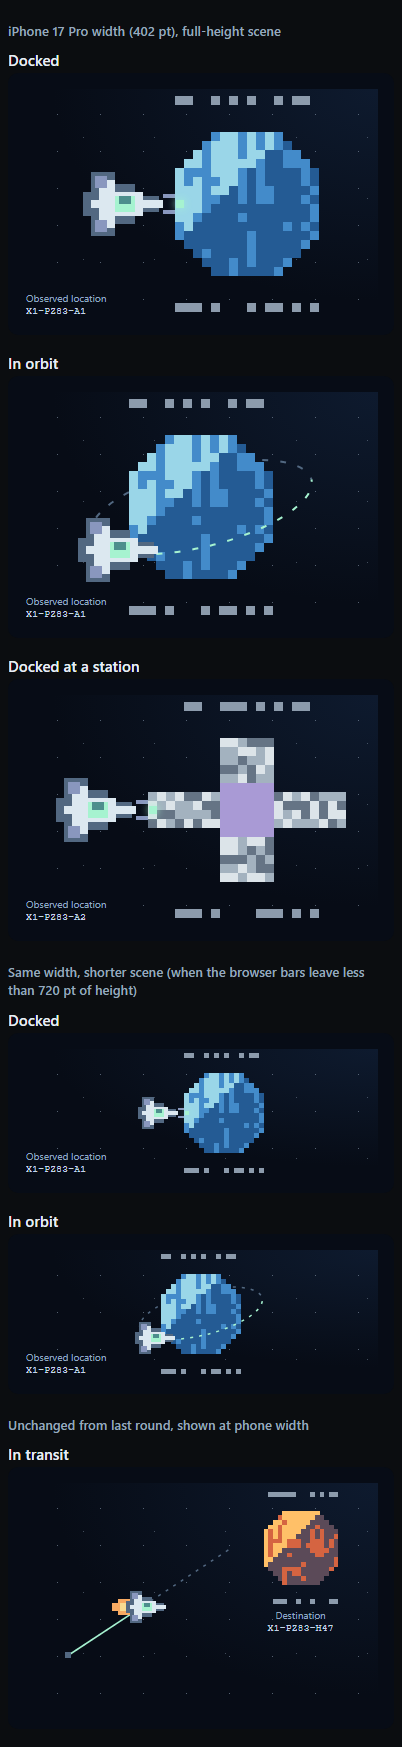 iPhone 17 Pro width (402 pt), full-height scene
Docked
Observed location
X1-PZ83-A1
In orbit
Observed location
X1-PZ83-A1
Docked at a station
Observed location
X1-PZ83-A2
Same width, shorter scene (when the browser bars leave less
than 720 pt of height)
Docked
Observed location
X1-PZ83-A1
In orbit
Observed location
X1-PZ83-A1
Unchanged from last round, shown at phone width
In transit
Destination
X1-PZ83-H47